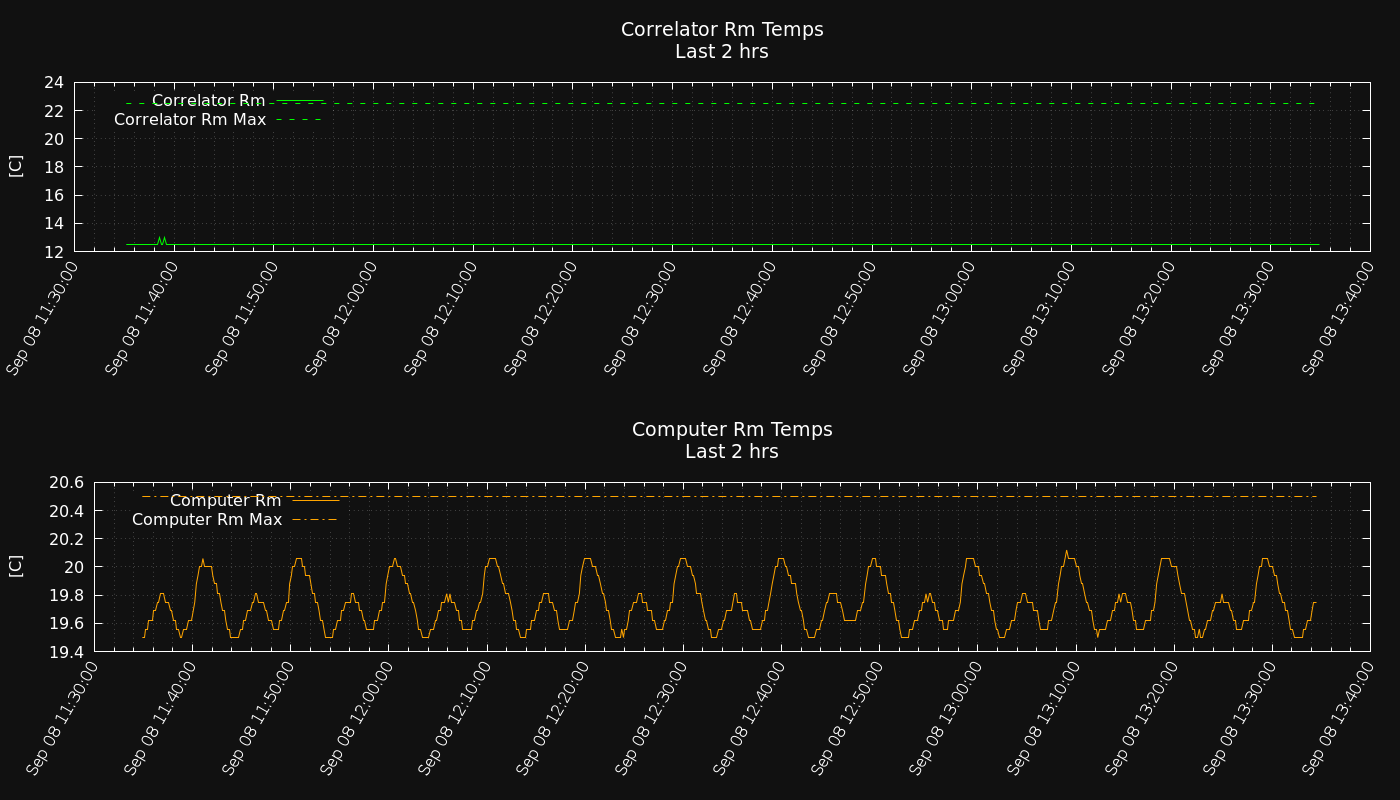 Correlator Rm Temps
Last 2 hrs
24
22
20
18
16
14
12
[C]
Correlator Rm
Correlator Rm Max
Sep 08 11:30:00
Sep 08 11:40:00
Sep 08 11:50:00
Sep 08 12:00:00
Sep 08 12:10:00
Sep 08 12:20:00
Sep 08 12:30:00
Sep 08 12:40:00
Sep 08 12:50:00
Sep 08 13:00:00
Sep 08 13:10:00
Sep 08 13:20:00
Sep 08 13:30:00
Sep 08 13:40:00
Computer Rm Temps
Last 2 hrs
20.6
20.4
20.2
20
19.8
19.6
19.4
[C]
Computer Rm
Computer Rm Max
Sep 08 11:30:00
Sep 08 11:40:00
Sep 08 11:50:00
Sep 08 12:00:00
Sep 08 12:10:00
Sep 08 12:20:00
Sep 08 12:30:00
Sep 08 12:40:00
Sep 08 12:50:00
Sep 08 13:00:00
Sep 08 13:10:00
Sep 08 13:20:00
Sep 08 13:30:00
Sep 08 13:40:00